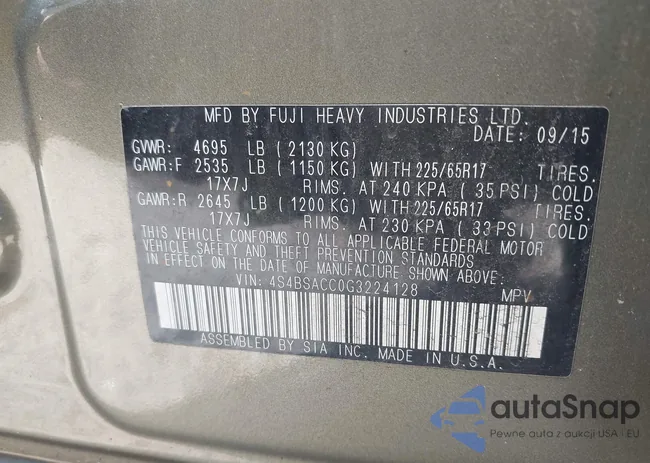 MFD BY FUJI HEAVY INDUSTRIES LTD.
DATE: 09/15
GVWR: 4695 LB (2130 KG)
GAWR:F 2535 LB (1150 KG) WITH 225/65R17 TIRES.
17X7J RIMS. AT 240 KPA (35 PSI) COLD
GAWR:R 2645 LB (1200 KG) WITH 225/65R17 TIRES.
17X7J RIMS. AT 230 KPA (33 PSI) COLD
THIS VEHICLE CONFORMS TO ALL APPLICABLE FEDERAL MOTOR
VEHICLE SAFETY AND THEFT PREVENTION STANDARDS
IN EFFECT ON THE DATE OF MANUFACTURE SHOWN ABOVE.
VIN: 4S4BSACC0G3224128 MPV
ASSEMBLED BY SIA INC. MADE IN U.S.A.
autaSnap
Pewne auta z aukcji USA - EU